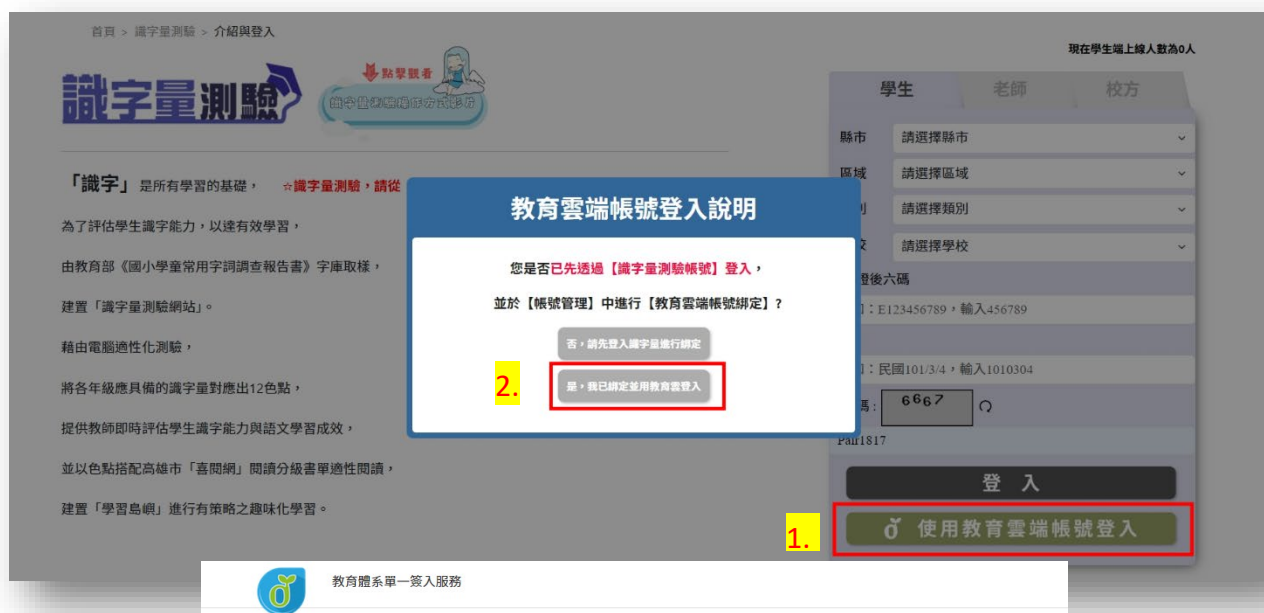 首頁 > 識字量測驗 > 介紹與登入
現在學生端上線人數為0人
識字量測驗
點擊觀看
學生 老師 校方
縣市 請選擇縣市
區域 請選擇區域
請選擇類別
請選擇學校
「識字」是所有學習的基礎， ☆識字量測驗，請從
為了評估學生識字能力，以達有效學習，
由教育部《國小學童常用字詞調查報告書》字庫取樣，
建置「識字量測驗網站」。
藉由電腦適性化測驗，
將各年級應具備的識字量對應出12色點，
提供教師即時評估學生識字能力與語文學習成效，
並以色點搭配高雄市「喜閱網」閱讀分級書單適性閱讀，
建置「學習島嶼」進行有策略之趣味化學習。
教育雲端帳號登入說明
您是否已先透過【識字量測驗帳號】登入，
並於【帳號管理】中進行【教育雲端帳號綁定】?
否，請先登入識字量進行綁定
2.
是，我已綁定並用教育雲登入
證後六碼
：E123456789，輸入456789
：民國101/3/4，輸入1010304
碼 : 6667
登 入
1.
使用教育雲端帳號登入
教育體系單一簽入服務